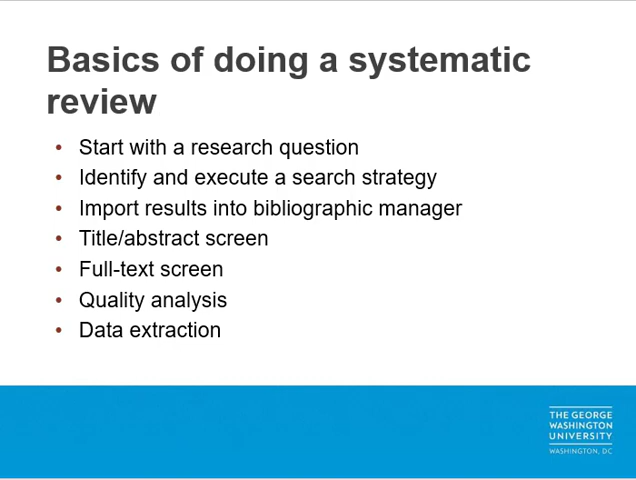 Basics of doing a systematic
review
• Start with a research question
• Identify and execute a search strategy
• Import results into bibliographic manager
• Title/abstract screen
• Full-text screen
• Quality analysis
• Data extraction
THE GEORGE
WASHINGTON
UNIVERSITY
WASHINGTON, DC